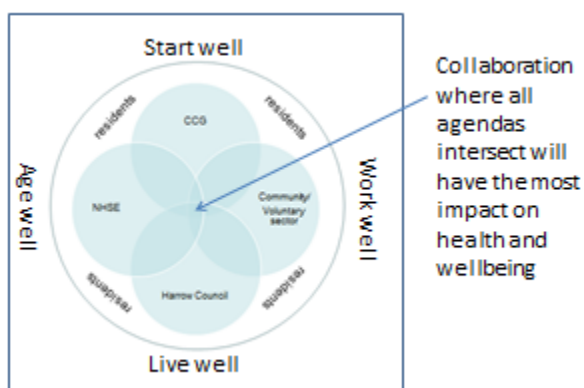 Start well
residents
residents
CCG
Age well
NHSE
Community/
Voluntary
sector
Work well
residents
residents
Harrow Council
Live well
Collaboration
where all
agendas
intersect will
have the most
impact on
health and
wellbeing